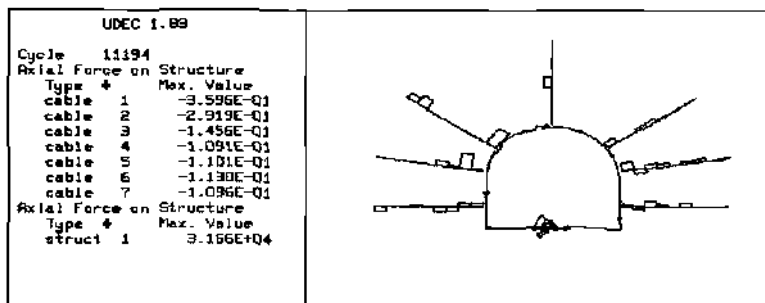 UDEC 1.83
Cycle 11194
Axial Force on Structure
Type # Max. Value
cable 1 -3.596E-01
cable 2 -2.919E-01
cable 3 -1.456E-01
cable 4 -1.091E-01
cable 5 -1.101E-01
cable 6 -1.130E-01
cable 7 -1.096E-01
Axial Force on Structure
Type # Max. Value
struct 1 3.166E+04